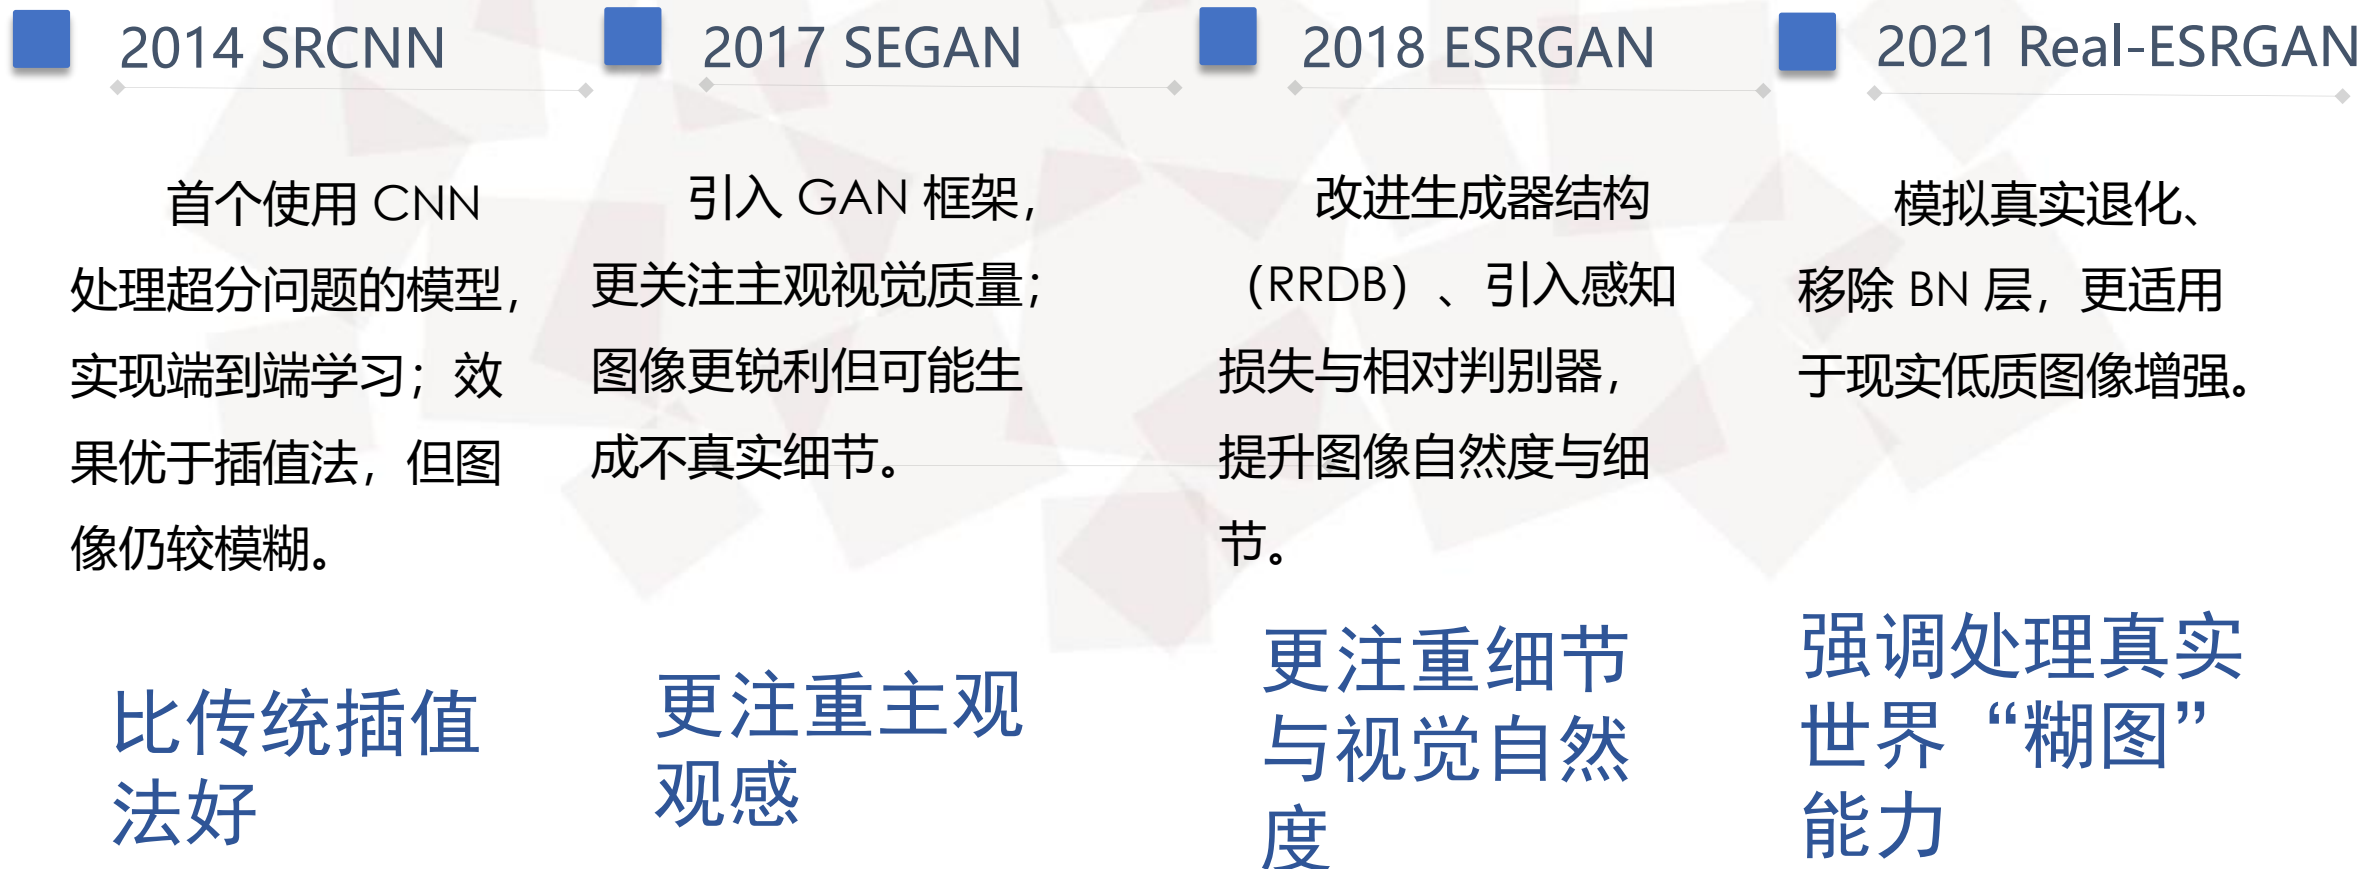 2014 SRCNN
首个使用 CNN
处理超分问题的模型，
实现端到端学习；效
果优于插值法，但图
像仍较模糊。
比传统插值
法好
2017 SEGAN
引入 GAN 框架，
更关注主观视觉质量；
图像更锐利但可能生
成不真实细节。
更注重主观
观感
2018 ESRGAN
改进生成器结构
（RRDB）、引入感知
损失与相对判别器，
提升图像自然度与细
节。
更注重细节
与视觉自然
度
2021 Real-ESRGAN
模拟真实退化、
移除 BN 层，更适用
于现实低质图像增强。
强调处理真实
世界“糊图”
能力